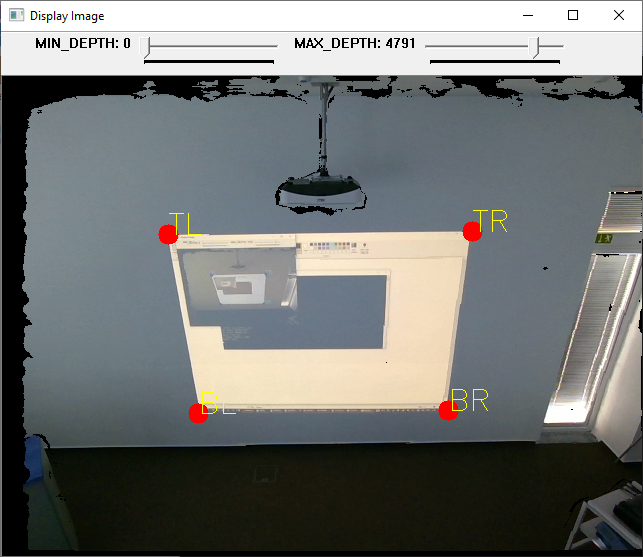 Display Image
MIN_DEPTH: 0
MAX_DEPTH: 4791
TL
TR
BL
BR